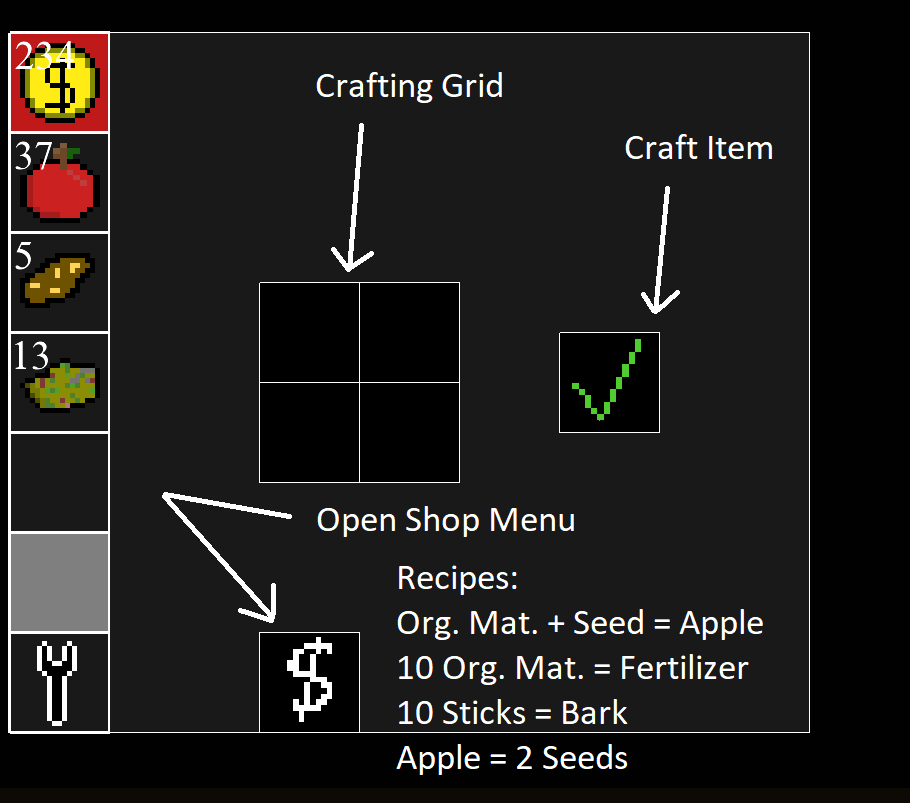 234
Crafting Grid
37
Craft Item
5
13
Open Shop Menu
Recipes:
Org. Mat. + Seed = Apple
10 Org. Mat. = Fertilizer
$
10 Sticks = Bark
Apple = 2 Seeds